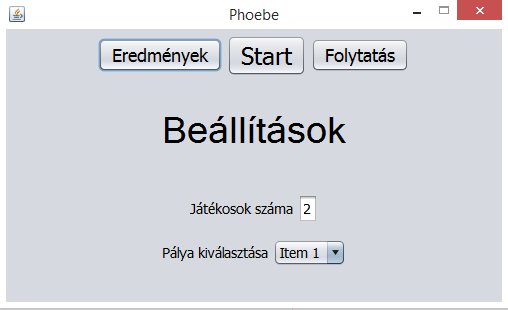 Phoebe
Eredmények Start Folytatás
Beállítások
Játékosok száma 2
Pálya kiválasztása Item 1